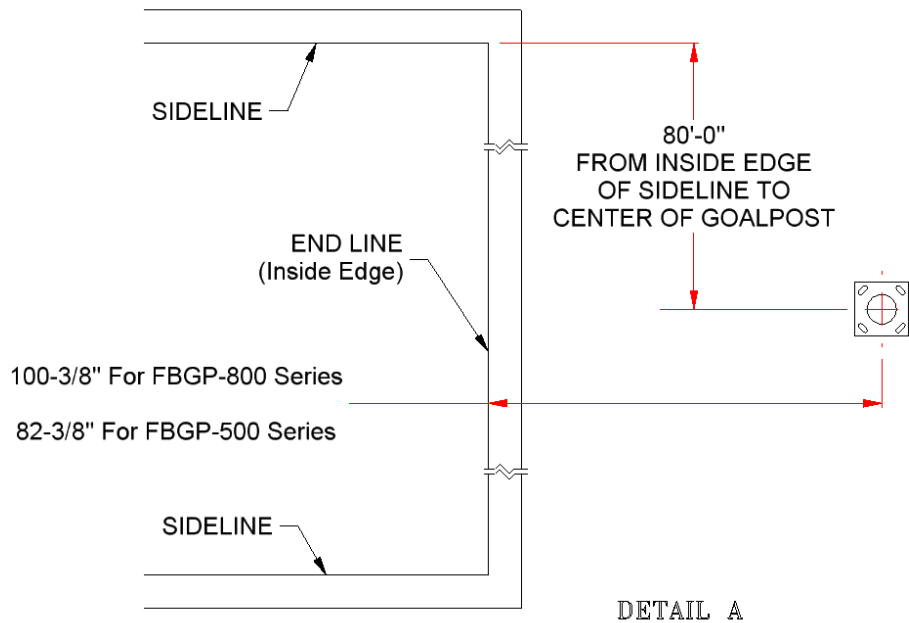 SIDELINE
80'-0"
FROM INSIDE EDGE
OF SIDELINE TO
CENTER OF GOALPOST
END LINE
(Inside Edge)
100-3/8" For FBGP-800 Series
82-3/8" For FBGP-500 Series
SIDELINE
DETAIL A